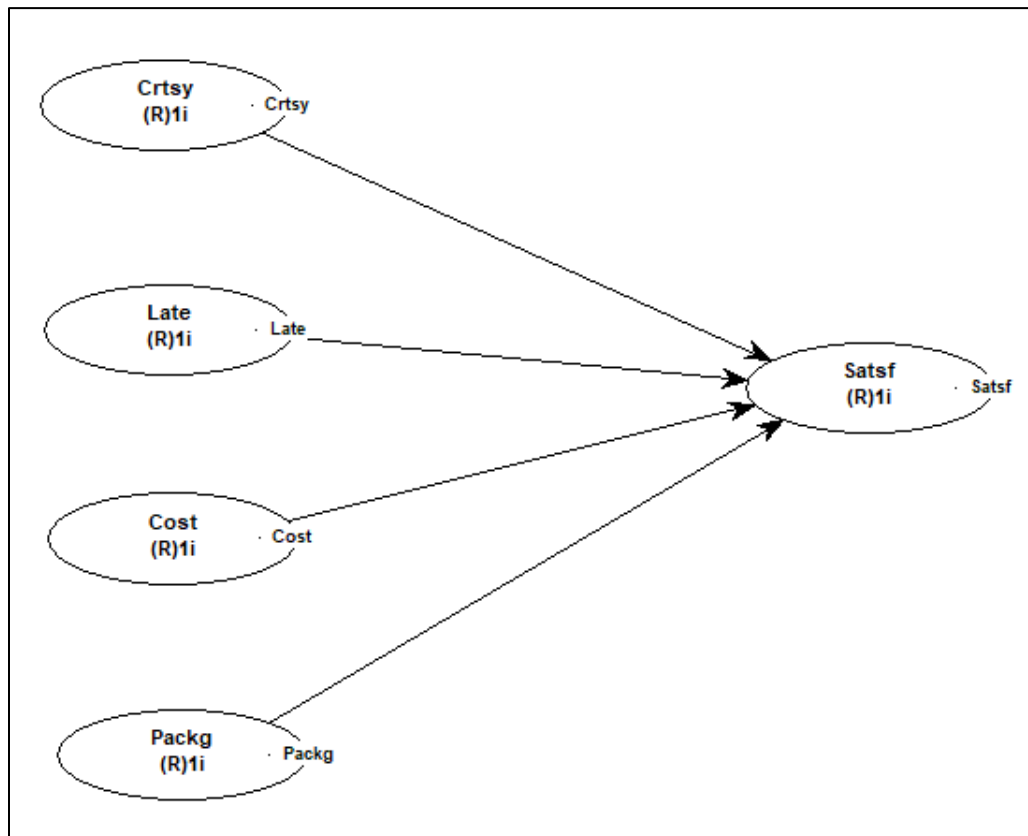 Crtsy
(R)1i
Crtsy
Late
(R)1i
Late
Satsf
(R)1i
Satsf
Cost
(R)1i
Cost
Packg
(R)1i
Packg